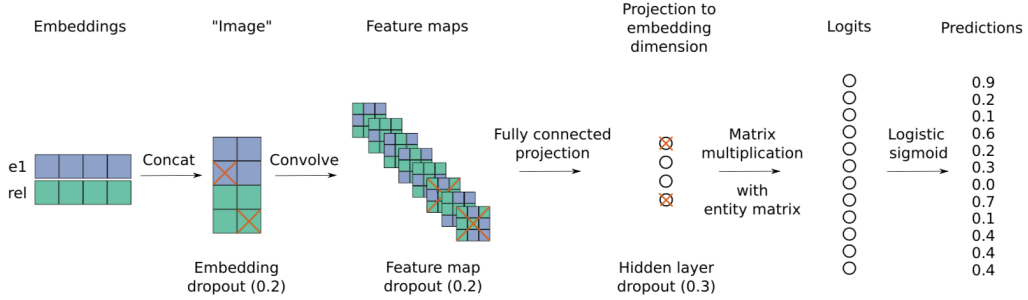 Embeddings
"Image"
Feature maps
Projection to
embedding
dimension
Logits
Predictions
e1
rel
Concat
Convolve
Fully connected
projection
Matrix
multiplication
with
entity matrix
Logistic
sigmoid
0.9
0.2
0.1
0.6
0.2
0.3
0.0
0.7
0.1
0.4
0.4
0.4
Embedding
dropout (0.2)
Feature map
dropout (0.2)
Hidden layer
dropout (0.3)